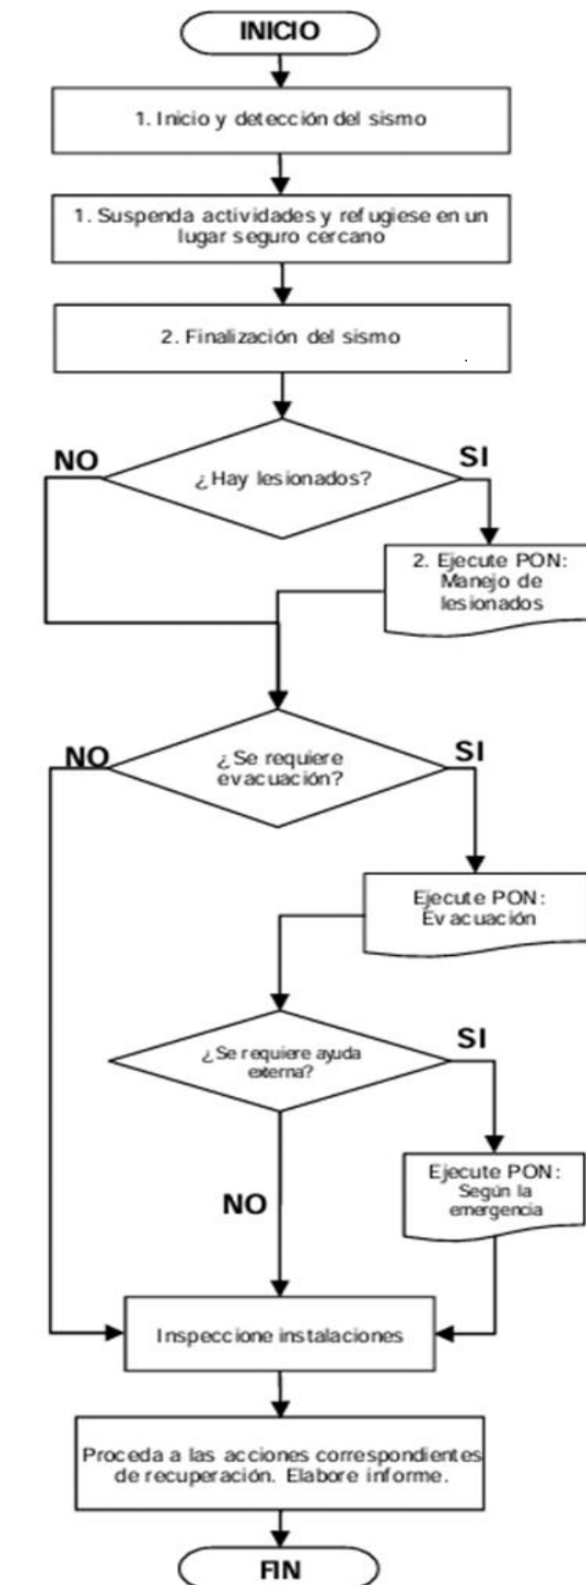 INICIO
1. Inicio y detección del sismo
1. Suspenda actividades y refugiese en un
lugar seguro cercano
2. Finalización del sismo
¿Hay lesionados?
NO
SI
2. Ejecute PON:
Manejo de
lesionados
¿Se requiere
evacuación?
NO
SI
Ejecute PON:
Evacuación
¿Se requiere ayuda
externa?
SI
NO
Ejecute PON:
Según la
emergencia
Inspeccione instalaciones
Proceda a las acciones correspondientes
de recuperación. Elabore informe.
FIN